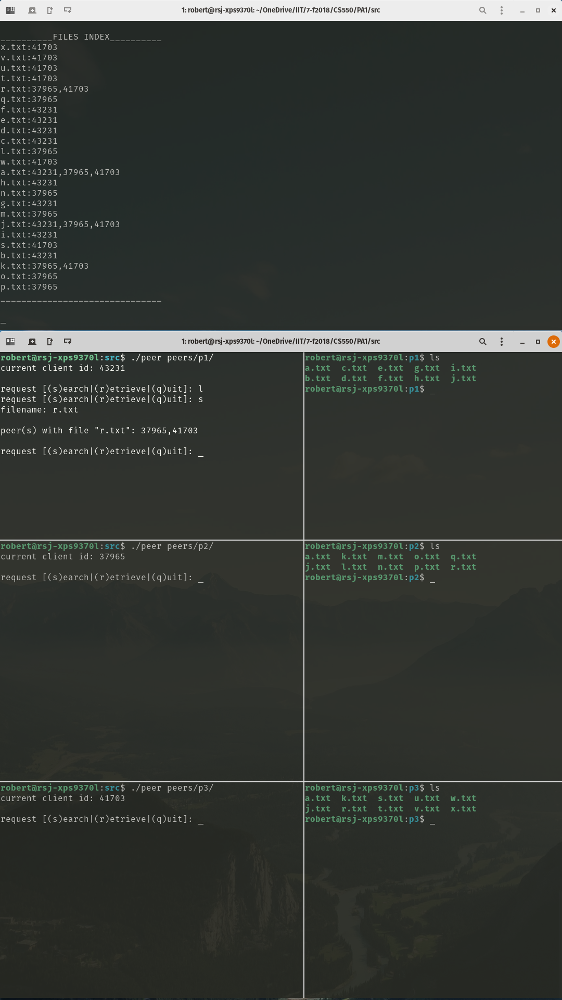 1: robert@rsj-xps9370l: ~/OneDrive/IIT/7-f2018/CS550/PA1/src
__________FILES INDEX__________
x.txt:41703
v.txt:41703
u.txt:41703
t.txt:41703
r.txt:37965,41703
q.txt:37965
f.txt:43231
e.txt:43231
d.txt:43231
c.txt:43231
l.txt:37965
w.txt:41703
a.txt:43231,37965,41703
h.txt:43231
n.txt:37965
g.txt:43231
m.txt:37965
j.txt:43231,37965,41703
i.txt:43231
s.txt:41703
b.txt:43231
k.txt:37965,41703
o.txt:37965
p.txt:37965
_______________________________
_
1: robert@rsj-xps9370l: ~/OneDrive/IIT/7-f2018/CS550/PA1/src
robert@rsj-xps9370l:src$ ./peer peers/p1/
current client id: 43231
request [(s)earch|(r)etrieve|(q)uit]: l
request [(s)earch|(r)etrieve|(q)uit]: s
filename: r.txt
peer(s) with file "r.txt": 37965,41703
request [(s)earch|(r)etrieve|(q)uit]: _
robert@rsj-xps9370l:p1$ ls
a.txt  c.txt  e.txt  g.txt  i.txt
b.txt  d.txt  f.txt  h.txt  j.txt
robert@rsj-xps9370l:p1$ _
robert@rsj-xps9370l:src$ ./peer peers/p2/
current client id: 37965
request [(s)earch|(r)etrieve|(q)uit]: _
robert@rsj-xps9370l:p2$ ls
a.txt  k.txt  m.txt  o.txt  q.txt
j.txt  l.txt  n.txt  p.txt  r.txt
robert@rsj-xps9370l:p2$ _
robert@rsj-xps9370l:src$ ./peer peers/p3/
current client id: 41703
request [(s)earch|(r)etrieve|(q)uit]: _
robert@rsj-xps9370l:p3$ ls
a.txt  k.txt  s.txt  u.txt  w.txt
j.txt  r.txt  t.txt  v.txt  x.txt
robert@rsj-xps9370l:p3$ _